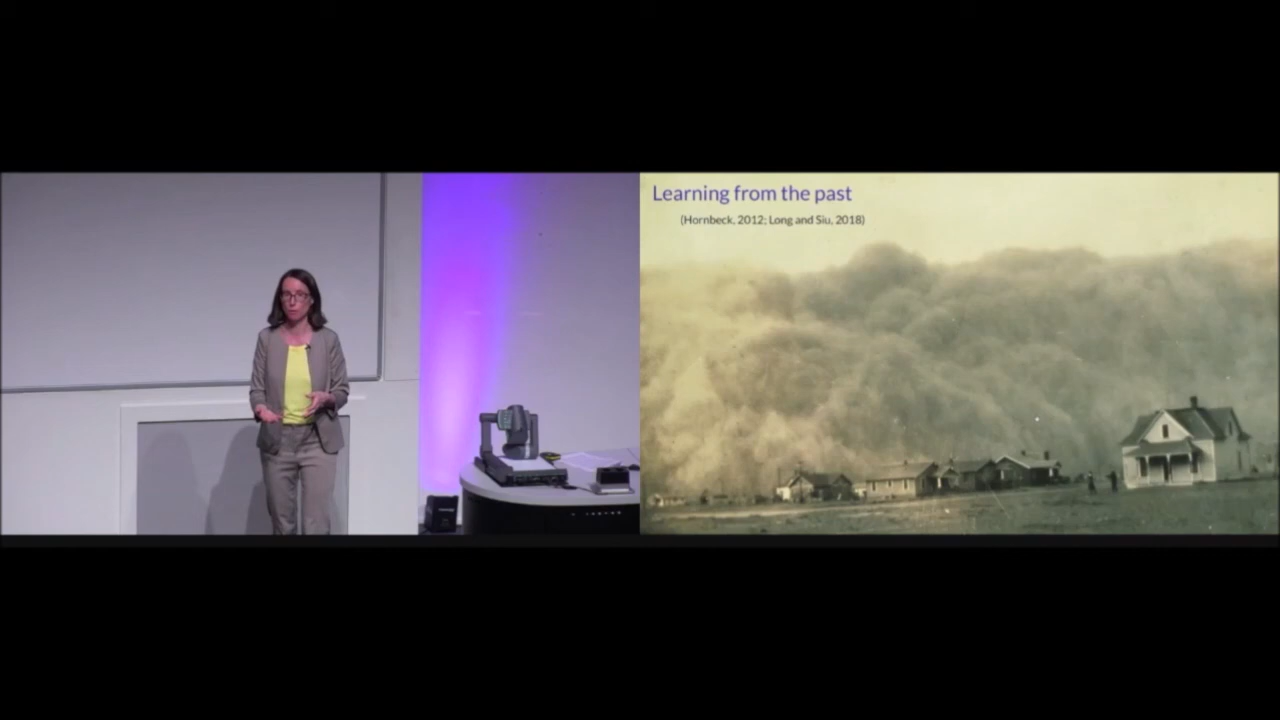 Learning from the past
(Hornbeck, 2012; Long and Siu, 2018)